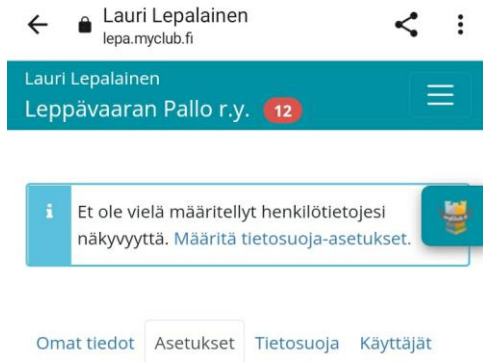 Lauri Lepalainen
lepa.myclub.fi
Lauri Lepalainen
Leppävaaran Pallo r.y. 12
i Et ole vielä määritellyt henkilötietojesi
näkyvyyttä. Määritä tietosuoja-asetukset.
Omat tiedot Asetukset Tietosuoja Käyttäjät